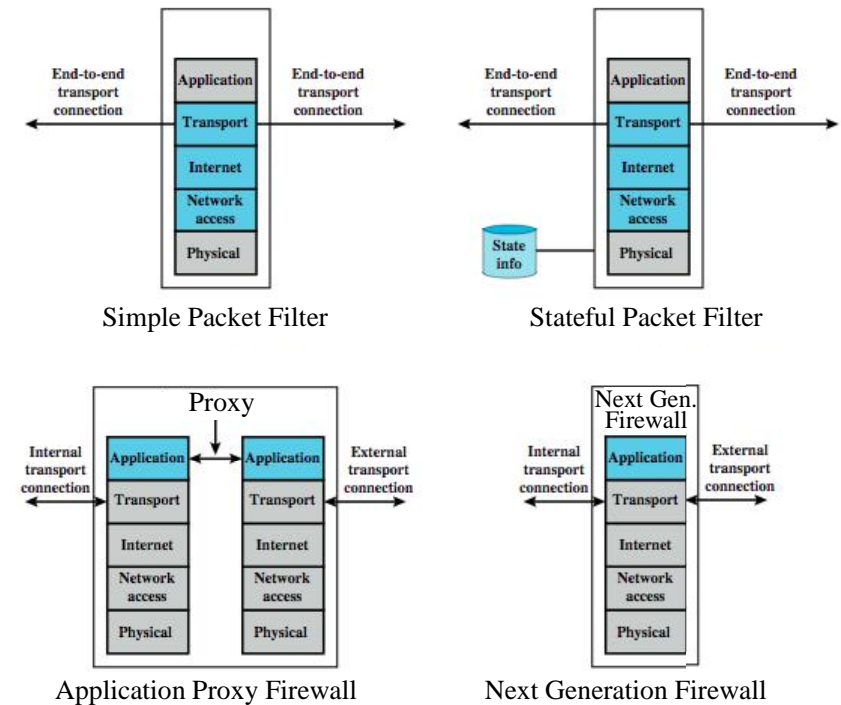 End-to-end
transport
connection
Application
Transport
Internet
Network
access
Physical
End-to-end
transport
connection
Simple Packet Filter
End-to-end
transport
connection
Application
Transport
Internet
Network
access
Physical
End-to-end
transport
connection
State
info
Stateful Packet Filter
Proxy
Internal
transport
connection
Application
Transport
Internet
Network
access
Physical
Application
Transport
Internet
Network
access
Physical
External
transport
connection
Application Proxy Firewall
Next Gen.
Firewall
Internal
transport
connection
Application
Transport
Internet
Network
access
Physical
External
transport
connection
Next Generation Firewall